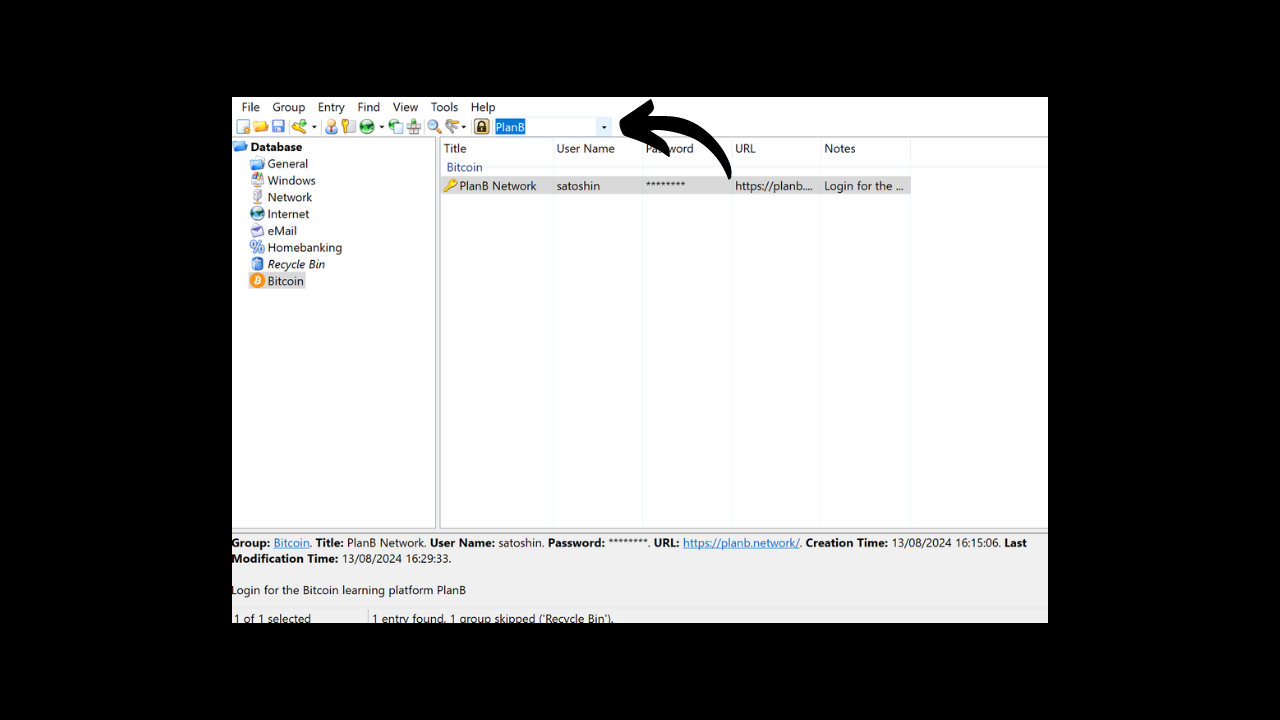 File Group Entry Find View Tools Help
PlanB
Database
General
Windows
Network
Internet
eMail
Homebanking
Recycle Bin
Bitcoin
Title User Name Password URL Notes
Bitcoin
PlanB Network satoshin ******** https://planb.... Login for the ...
Group: Bitcoin. Title: PlanB Network. User Name: satoshin. Password: ********. URL: https://planb.network/. Creation Time: 13/08/2024 16:15:06. Last
Modification Time: 13/08/2024 16:29:33.
Login for the Bitcoin learning platform PlanB
1 of 1 selected 1 entry found, 1 group skipped ('Recycle Bin').